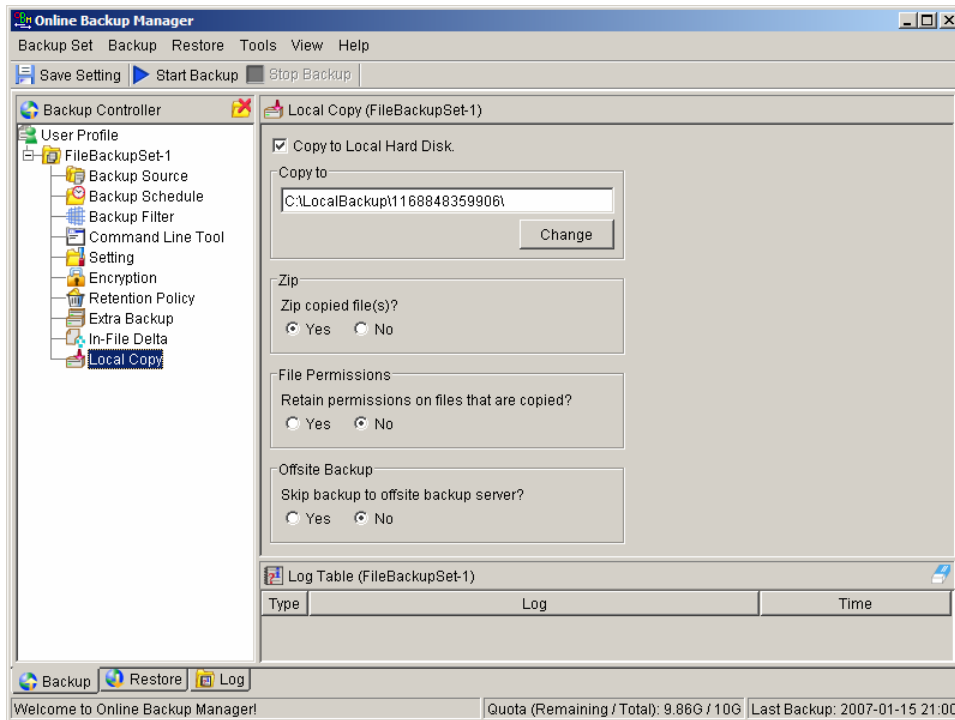 Online Backup Manager
Backup Set Backup Restore Tools View Help
Save Setting Start Backup Stop Backup
Backup Controller
User Profile
FileBackupSet-1
Backup Source
Backup Schedule
Backup Filter
Command Line Tool
Setting
Encryption
Retention Policy
Extra Backup
In-File Delta
Local Copy
Local Copy (FileBackupSet-1)
Copy to Local Hard Disk.
Copy to
C:\LocalBackup\1168848359906\
Change
Zip
Zip copied file(s)?
Yes No
File Permissions
Retain permissions on files that are copied?
Yes No
Offsite Backup
Skip backup to offsite backup server?
Yes No
Log Table (FileBackupSet-1)
Type Log Time
Backup Restore Log
Welcome to Online Backup Manager! Quota (Remaining / Total): 9.86G / 10G Last Backup: 2007-01-15 21:00